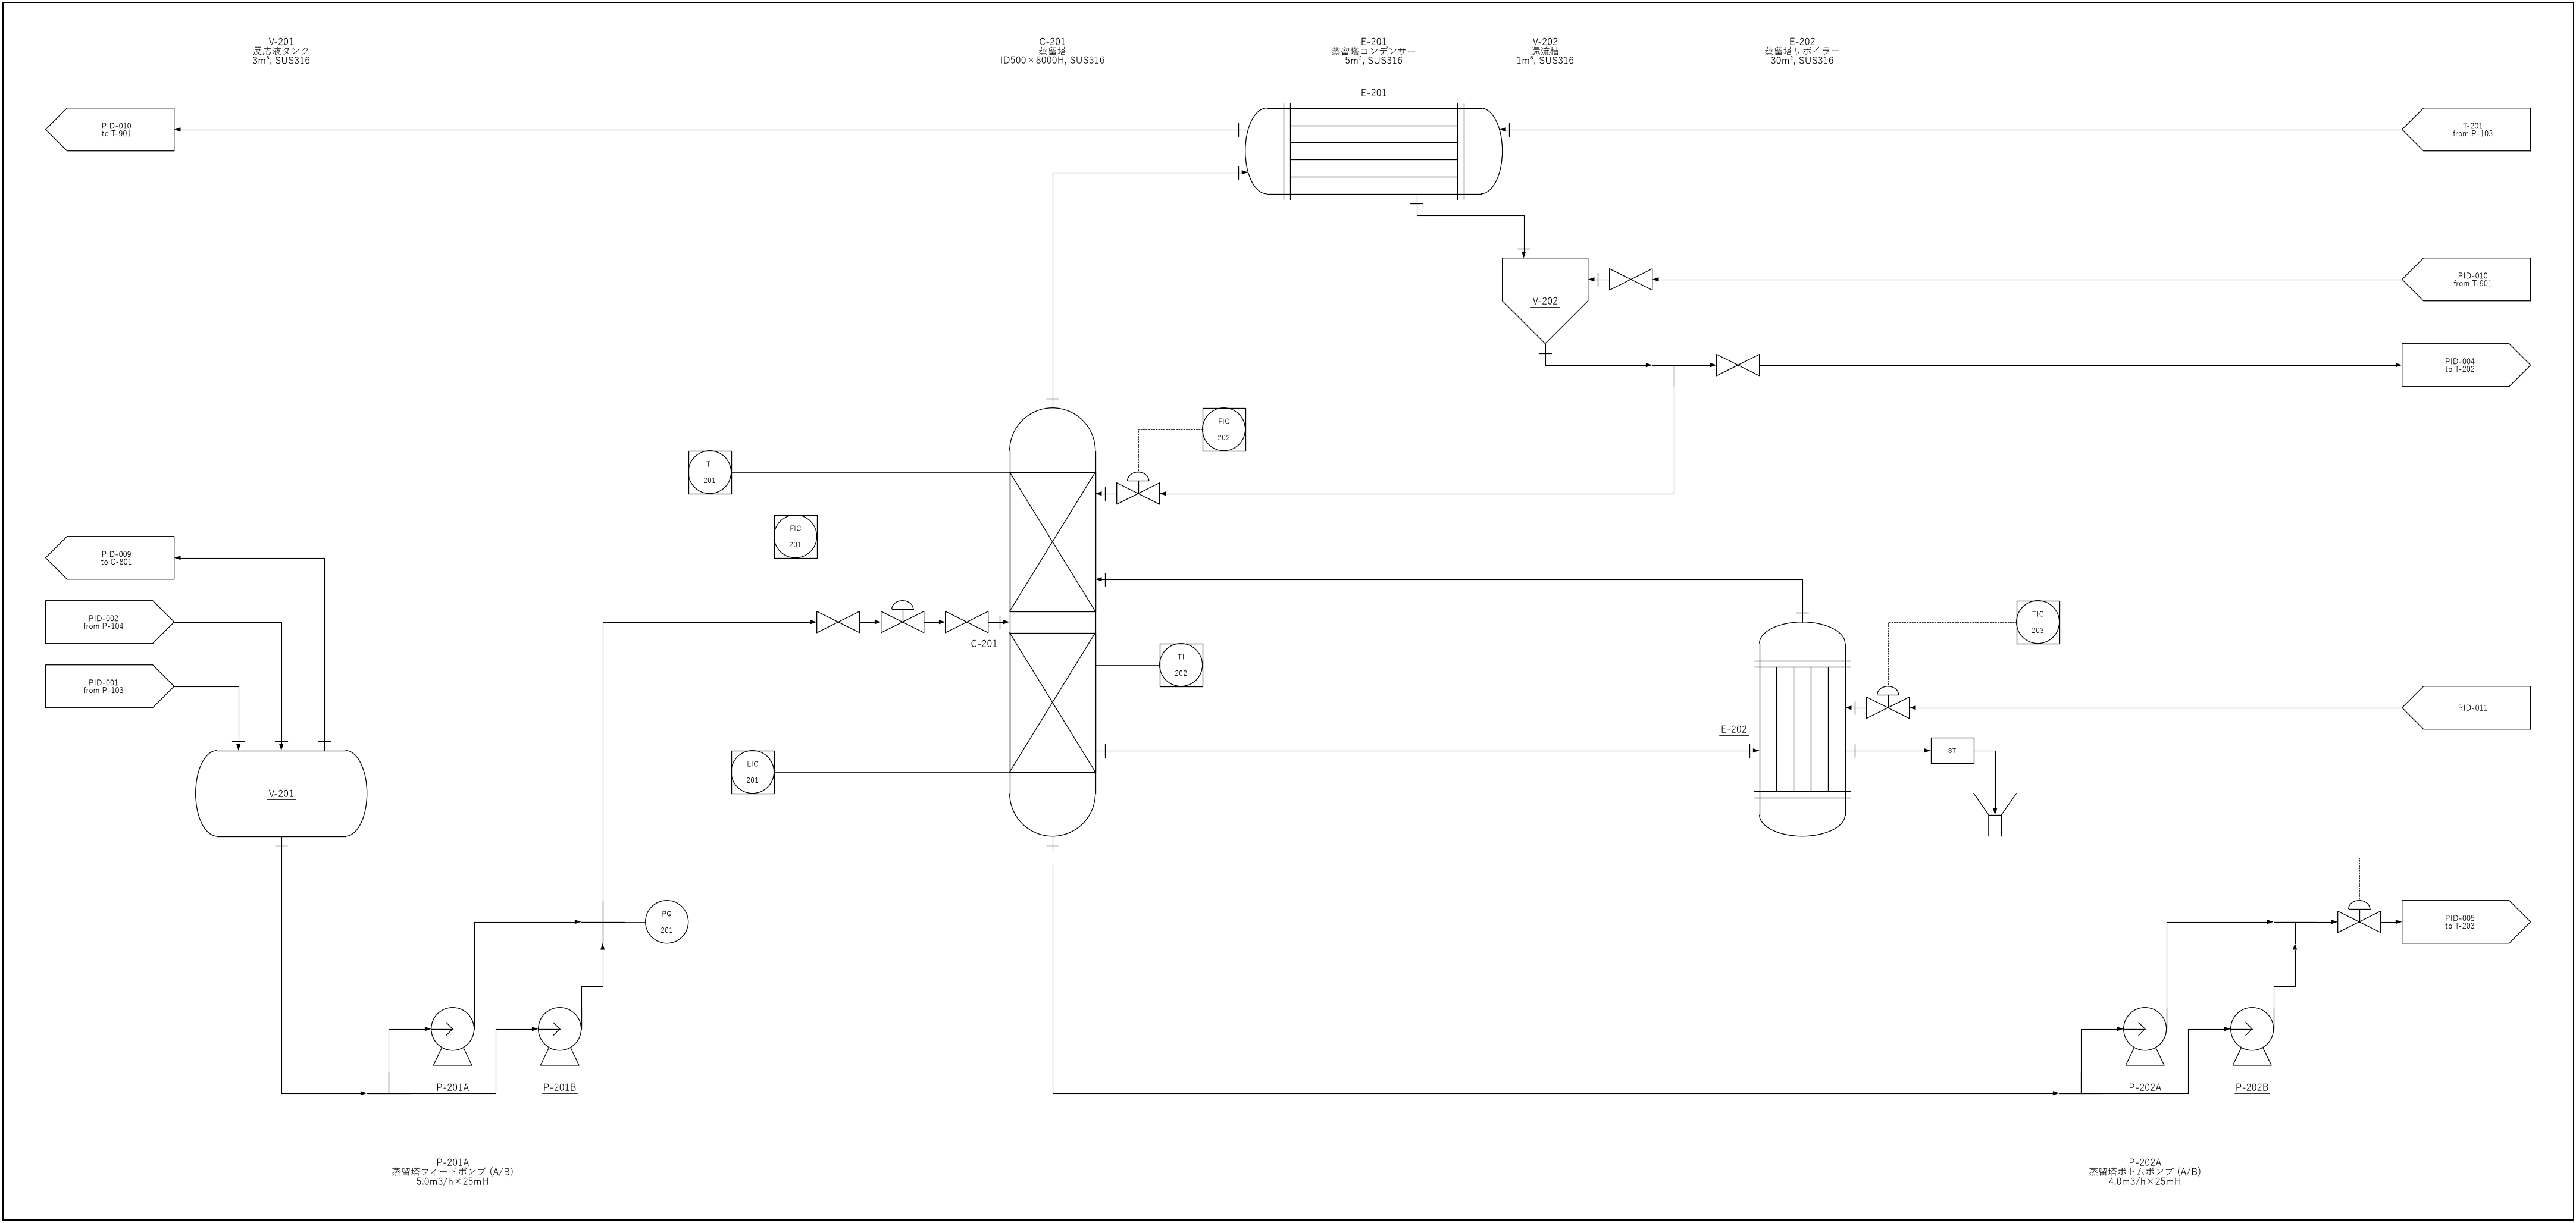 V-201
反応液タンク
3m³, SUS316
C-201
蒸留塔
ID500×8000H, SUS316
E-201
蒸留塔コンデンサー
5m², SUS316
V-202
還流槽
1m³, SUS316
E-202
蒸留塔リボイラー
30m², SUS316
E-201
PID-010
to T-901
T-201
from P-103
PID-010
from T-901
V-202
PID-004
to T-202
FIC
202
TI
201
FIC
201
PID-009
to C-801
PID-002
from P-104
TIC
203
C-201
TI
202
PID-001
from P-103
PID-011
E-202
ST
LIC
201
V-201
PG
201
PID-005
to T-203
P-201A
P-201B
P-202A
P-202B
P-201A
蒸留塔フィードポンプ (A/B)
5.0m3/h×25mH
P-202A
蒸留塔ボトムポンプ (A/B)
4.0m3/h×25mH